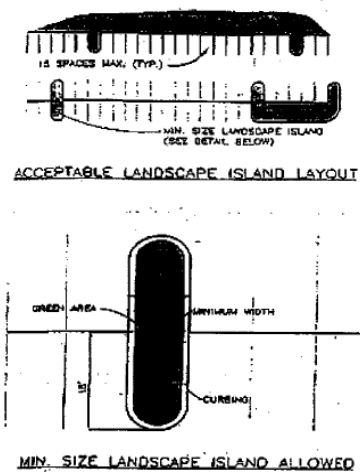 15 SPACES MAX. (TYP.)
MIN. SIZE LANDSCAPE ISLAND
(SEE DETAIL BELOW)
ACCEPTABLE LANDSCAPE ISLAND LAYOUT
GREEN AREA
MINIMUM WIDTH
CURBING
MIN. SIZE LANDSCAPE ISLAND ALLOWED